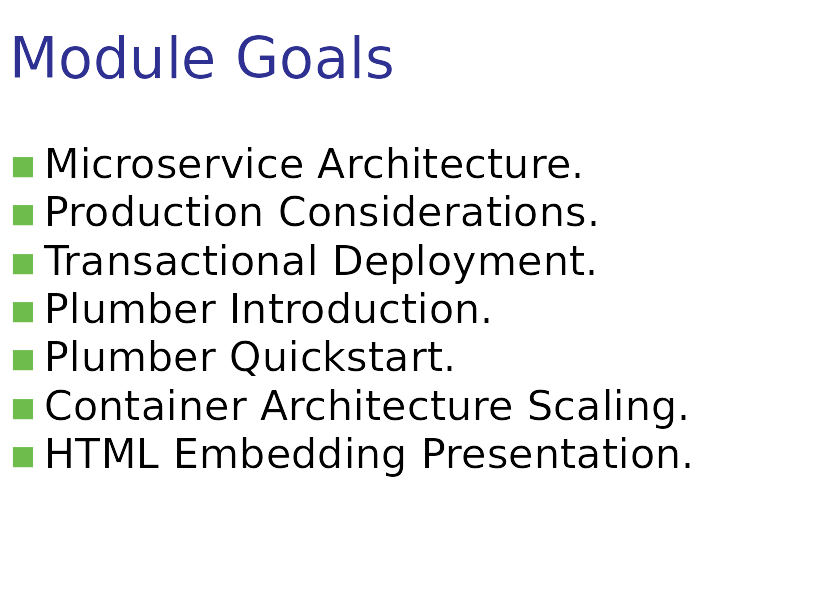 Module Goals
Microservice Architecture.
Production Considerations.
Transactional Deployment.
Plumber Introduction.
Plumber Quickstart.
Container Architecture Scaling.
HTML Embedding Presentation.